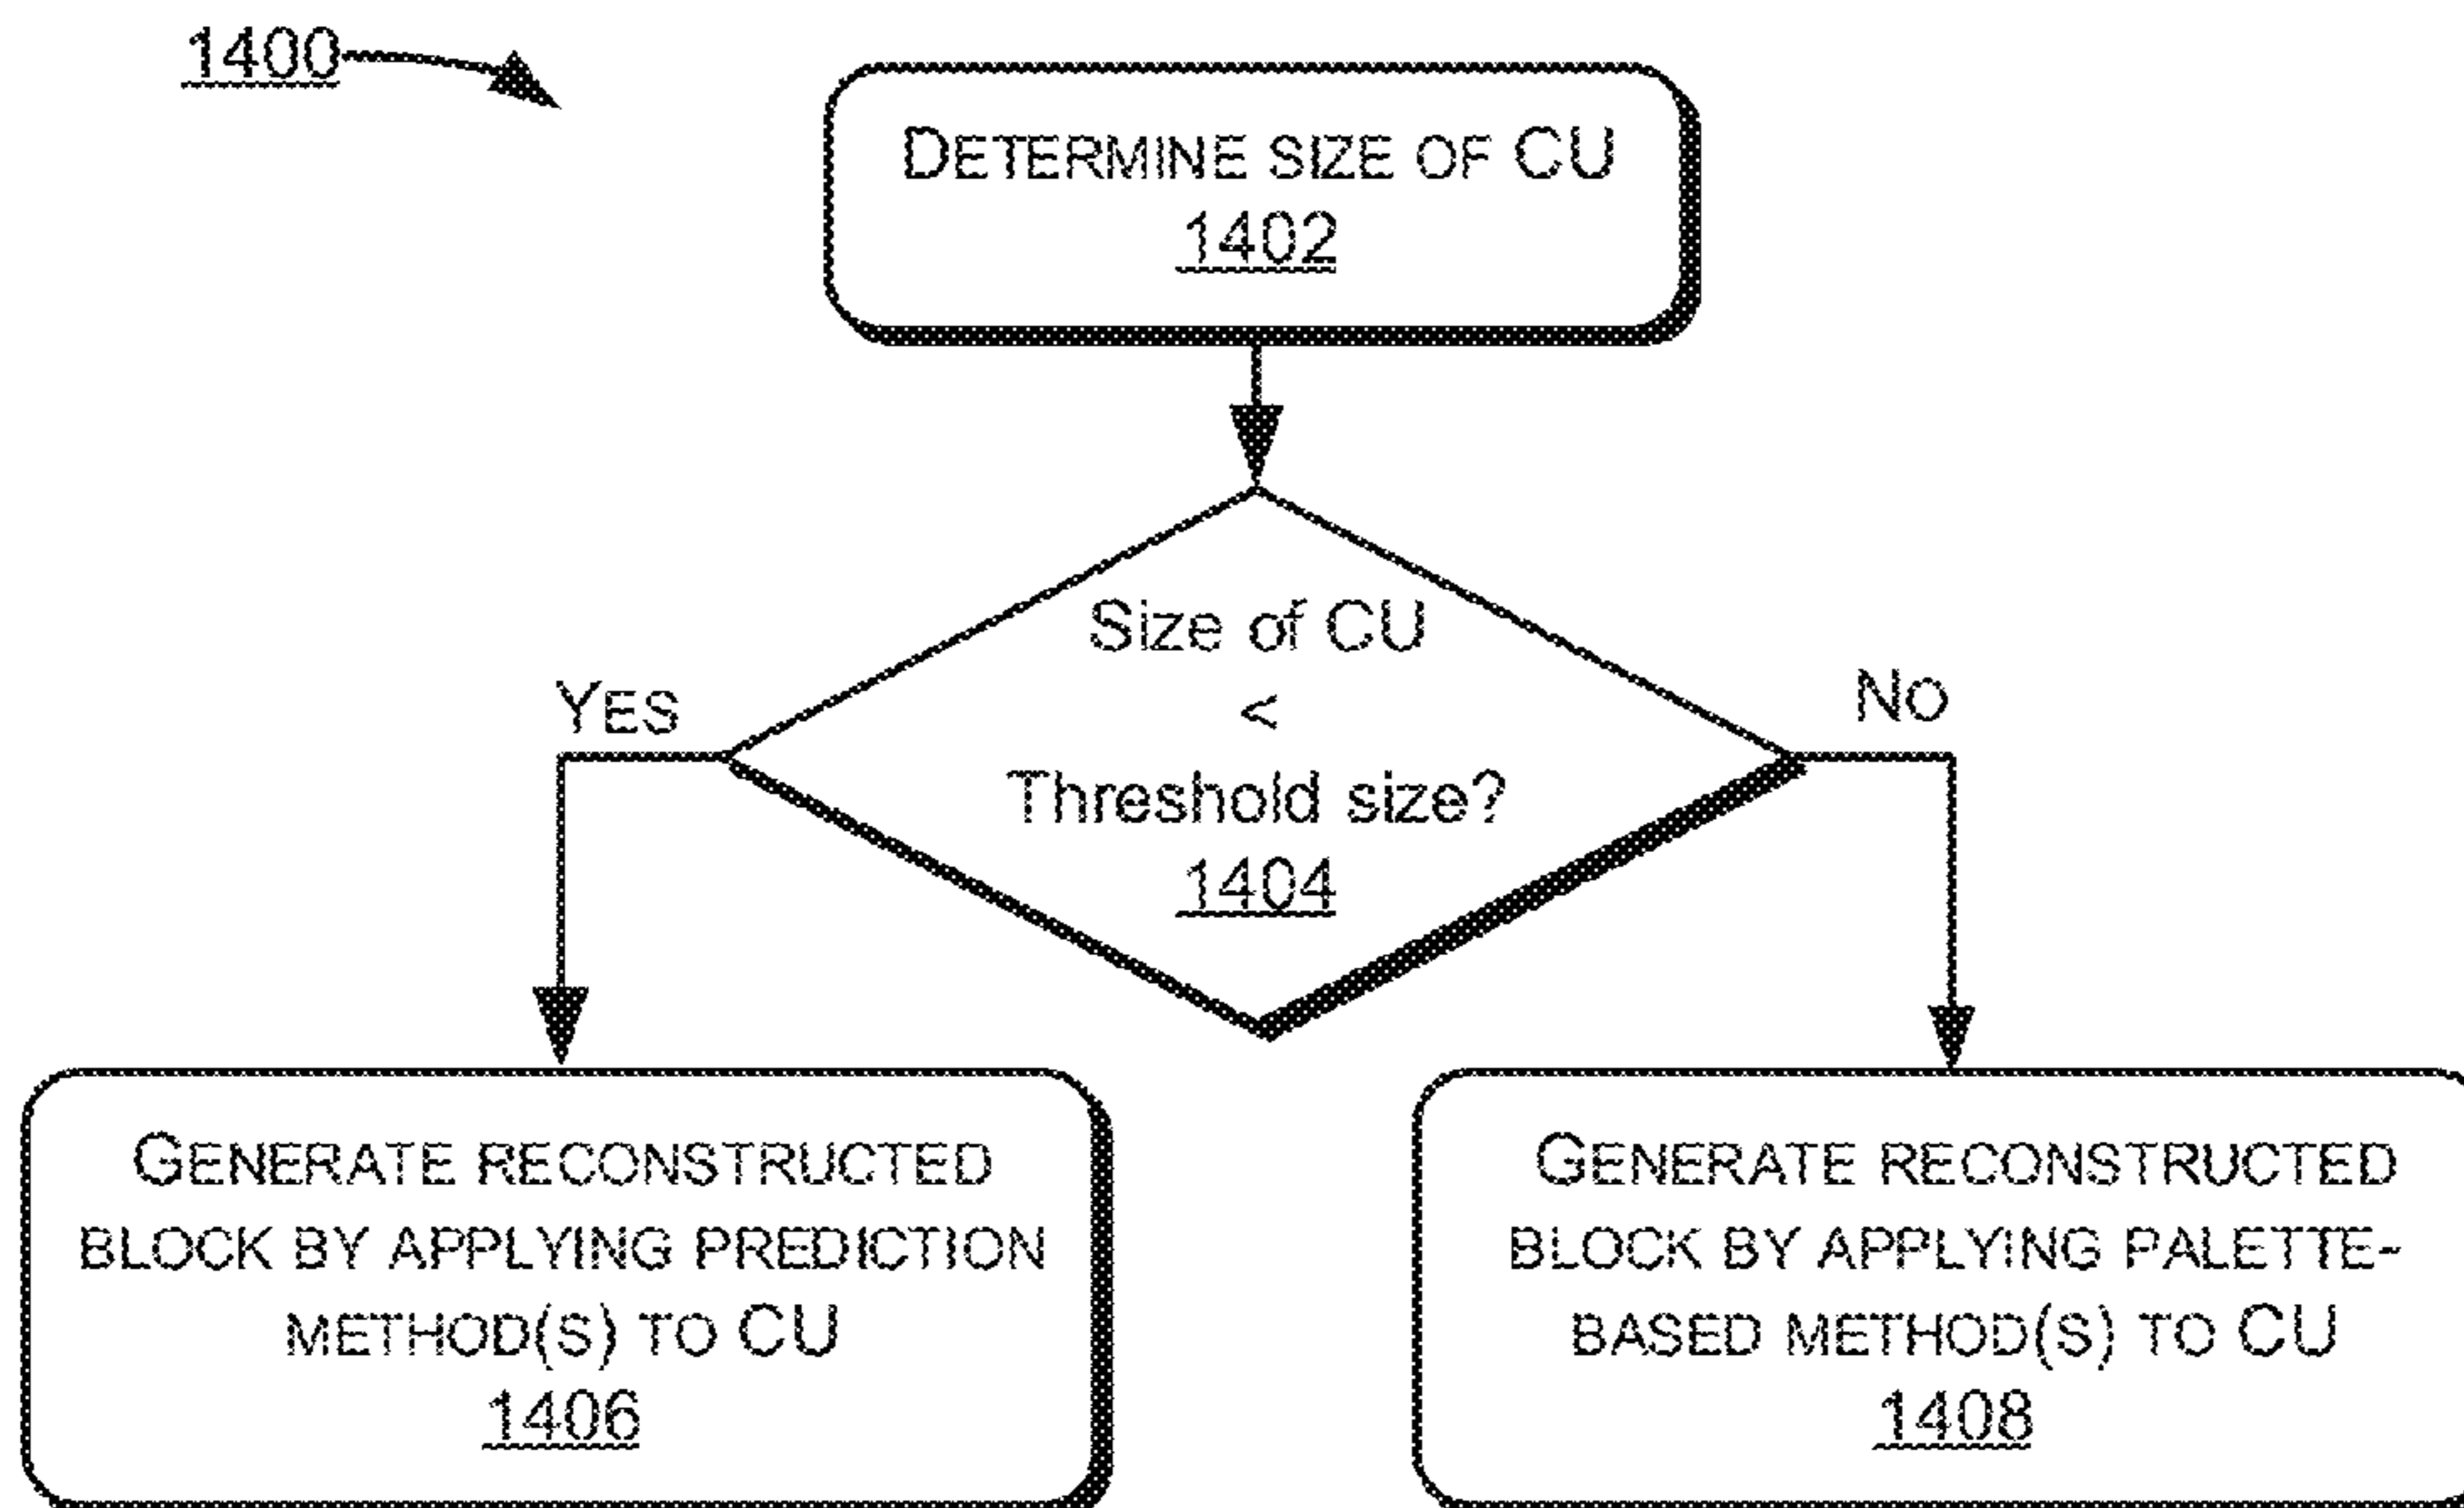 1400
DETERMINE SIZE OF CU
1402
Size of CU
<
Threshold size?
1404
YES
NO
GENERATE RECONSTRUCTED
BLOCK BY APPLYING PREDICTION
METHOD(S) TO CU
1406
GENERATE RECONSTRUCTED
BLOCK BY APPLYING PALETTE-
BASED METHOD(S) TO CU
1408